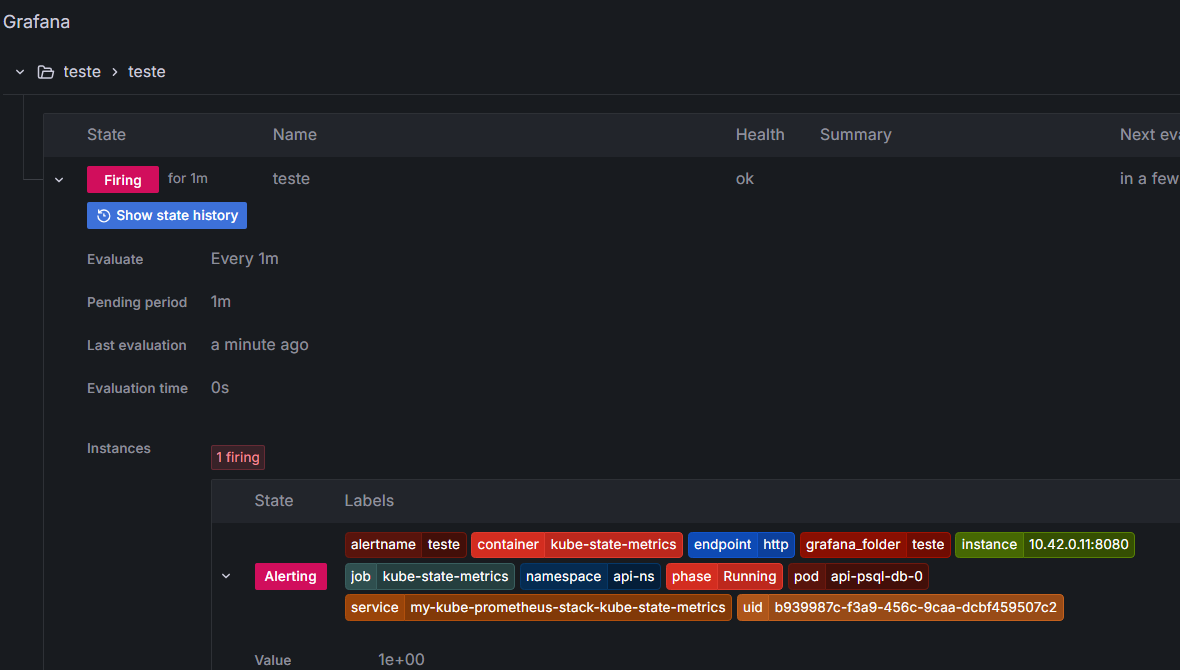 Grafana
teste > teste
State Name Health Summary Next eva
Firing for 1m teste ok in a few
Show state history
Evaluate Every 1m
Pending period 1m
Last evaluation a minute ago
Evaluation time 0s
Instances 1 firing
State Labels
alertname teste container kube-state-metrics endpoint http grafana_folder teste instance 10.42.0.11:8080
Alerting job kube-state-metrics namespace api-ns phase Running pod api-psql-db-0
service my-kube-prometheus-stack-kube-state-metrics uid b939987c-f3a9-456c-9caa-dcbf459507c2
Value 1e+00